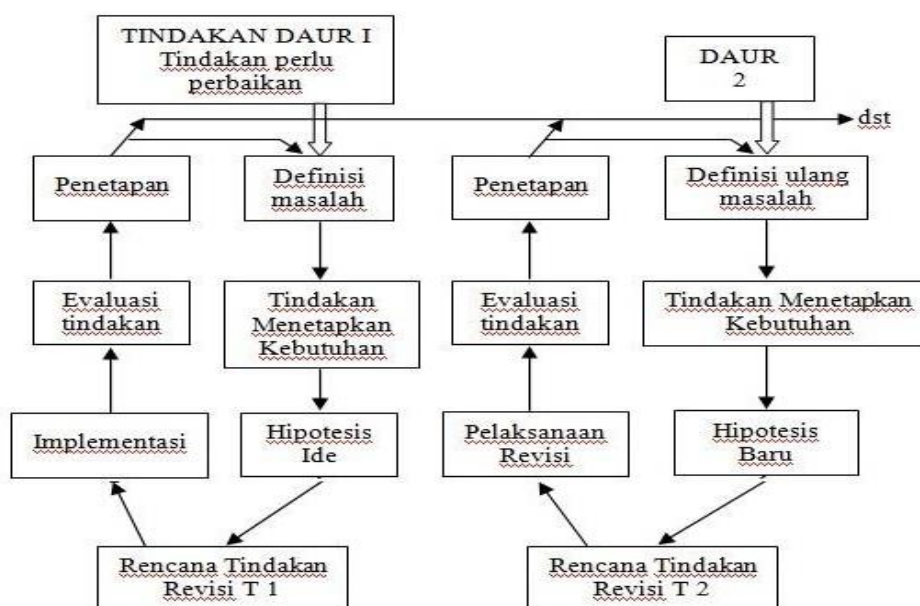 TINDAKAN DAUR I
Tindakan perlu
perbaikan
DAUR
2
dst
Penetapan
Definisi
masalah
Penetapan
Definisi ulang
masalah
Evaluasi
tindakan
Tindakan
Menetapkan
Kebutuhan
Evaluasi
tindakan
Tindakan Menetapkan
Kebutuhan
Implementasi
Hipotesis
Ide
Pelaksanaan
Revisi
Hipotesis
Baru
Rencana Tindakan
Revisi T 1
Rencana Tindakan
Revisi T 2